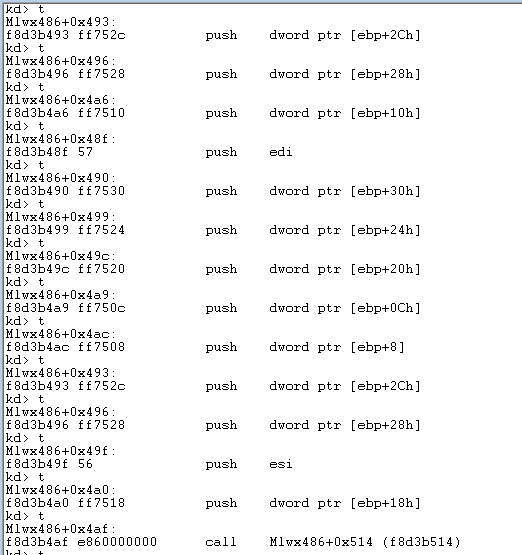 kd> t
Mlwx486+0x493:
f8d3b493 ff752c push dword ptr [ebp+2Ch]
kd> t
Mlwx486+0x496:
f8d3b496 ff7528 push dword ptr [ebp+28h]
kd> t
Mlwx486+0x4a6:
f8d3b4a6 ff7510 push dword ptr [ebp+10h]
kd> t
Mlwx486+0x48f:
f8d3b48f 57 push edi
kd> t
Mlwx486+0x490:
f8d3b490 ff7530 push dword ptr [ebp+30h]
kd> t
Mlwx486+0x499:
f8d3b499 ff7524 push dword ptr [ebp+24h]
kd> t
Mlwx486+0x49c:
f8d3b49c ff7520 push dword ptr [ebp+20h]
kd> t
Mlwx486+0x4a9:
f8d3b4a9 ff750c push dword ptr [ebp+0Ch]
kd> t
Mlwx486+0x4ac:
f8d3b4ac ff7508 push dword ptr [ebp+8]
kd> t
Mlwx486+0x493:
f8d3b493 ff752c push dword ptr [ebp+2Ch]
kd> t
Mlwx486+0x496:
f8d3b496 ff7528 push dword ptr [ebp+28h]
kd> t
Mlwx486+0x49f:
f8d3b49f 56 push esi
kd> t
Mlwx486+0x4a0:
f8d3b4a0 ff7518 push dword ptr [ebp+18h]
kd> t
Mlwx486+0x4af:
f8d3b4af e860000000 call Mlwx486+0x514 (f8d3b514)